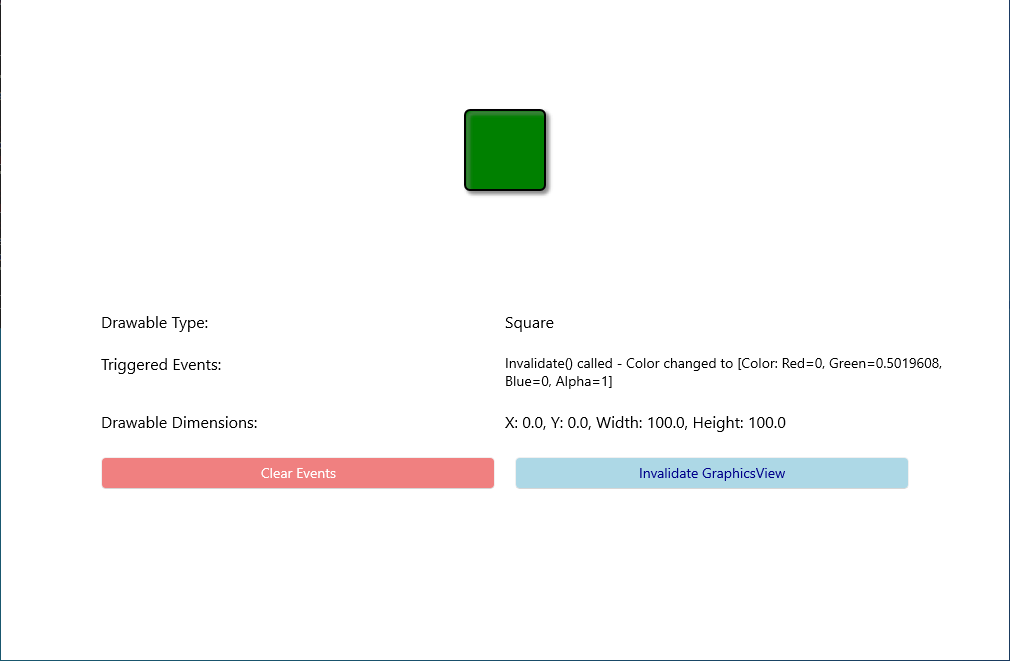 Drawable Type:
Square
Triggered Events:
Invalidate() called - Color changed to [Color: Red=0, Green=0.5019608,
Blue=0, Alpha=1]
Drawable Dimensions:
X: 0.0, Y: 0.0, Width: 100.0, Height: 100.0
Clear Events
Invalidate GraphicsView